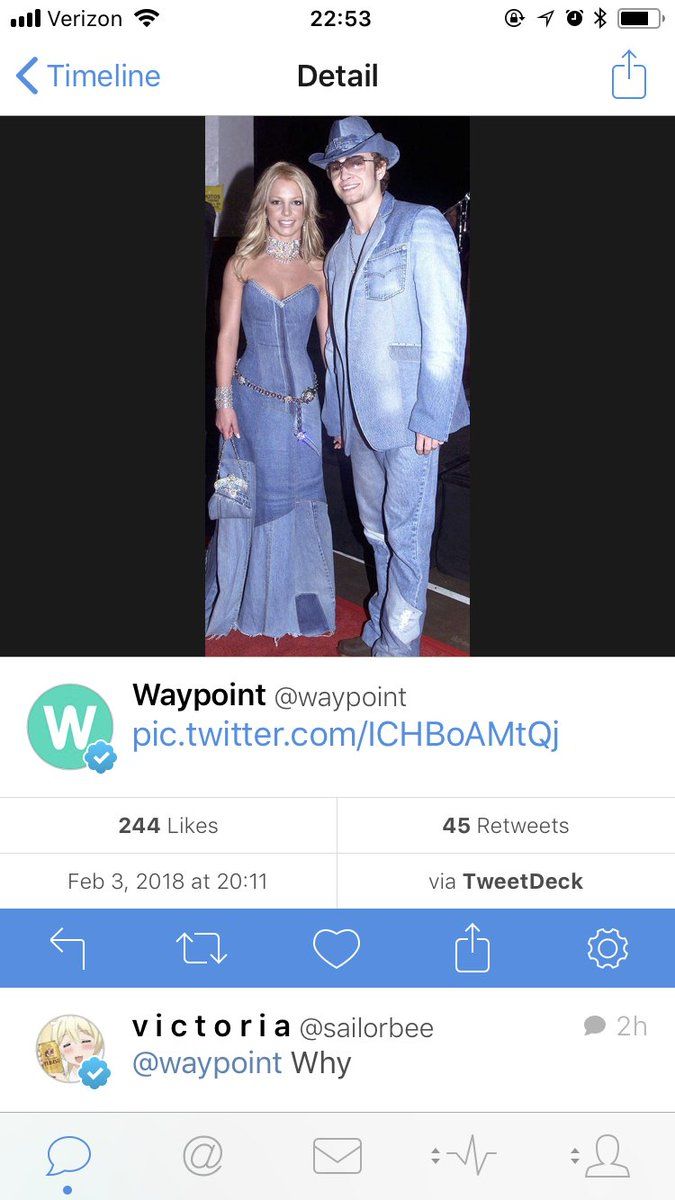 Verizon 22:53
Timeline Detail
W
Waypoint @waypoint
pic.twitter.com/ICHBoAMtQj
244 Likes 45 Retweets
Feb 3, 2018 at 20:11 via TweetDeck
victoria @sailorbee 2h
@waypoint Why
@